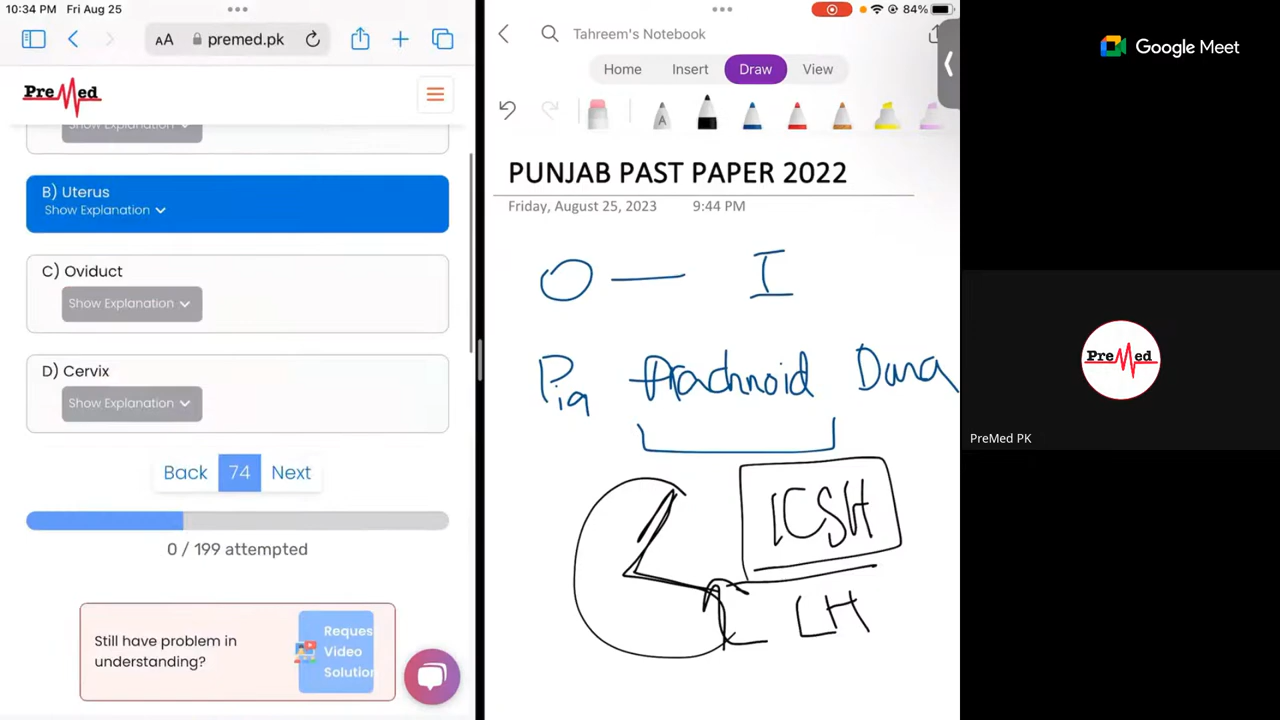 10:34 PM Fri Aug 25
84%
AA premed.pk
PreMed
Show Explanation
B) Uterus
Show Explanation
C) Oviduct
Show Explanation
D) Cervix
Show Explanation
Back 74 Next
0 / 199 attempted
Still have problem in
understanding?
Reques
Video
Solution
Tahreem's Notebook
Home Insert Draw View
A
PUNJAB PAST PAPER 2022
Friday, August 25, 2023 9:44 PM
O — I
Pia Arachnoid Dura
ICSH
LH
Google Meet
PreMed
PreMed PK